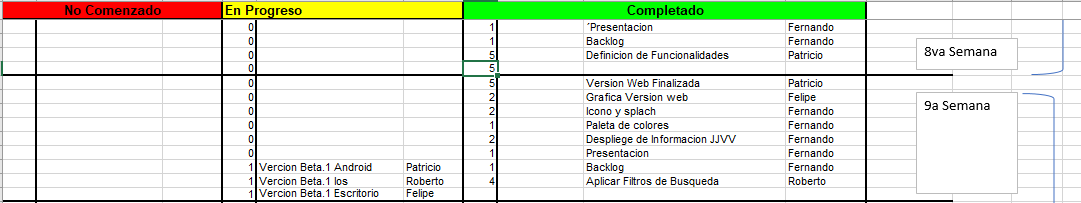 No Comenzado En Progreso Completado
0 1 ´Presentacion Fernando
0 1 Backlog Fernando
0 5 Definicion de Funcionalidades Patricio
8va Semana
0 5
0 5 Version Web Finalizada Patricio
0 2 Grafica Version web Felipe
9a Semana
0 2 Icono y splach Fernando
0 1 Paleta de colores Fernando
0 2 Despliege de Informacion JJVV Fernando
0 1 Presentacion Fernando
1 Vercion Beta.1 Android Patricio 1 Backlog Fernando
1 Vercion Beta.1 Ios Roberto 4 Aplicar Filtros de Busqueda Roberto
1 Vercion Beta.1 Escritorio Felipe